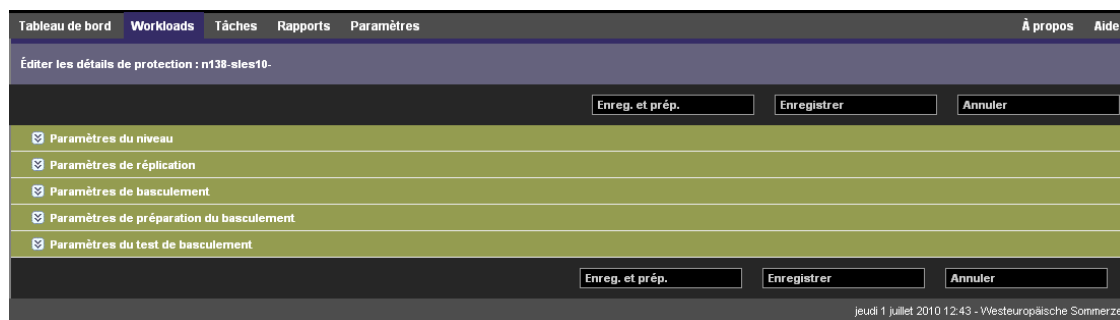 Tableau de bord Workloads Tâches Rapports Paramètres À propos Aide
Éditer les détails de protection : n138-sles10-
Enreg. et prép. Enregistrer Annuler
Paramètres du niveau
Paramètres de réplication
Paramètres de basculement
Paramètres de préparation du basculement
Paramètres du test de basculement
Enreg. et prép. Enregistrer Annuler
jeudi 1 juillet 2010 12:43 - Westeuropäische Sommerze